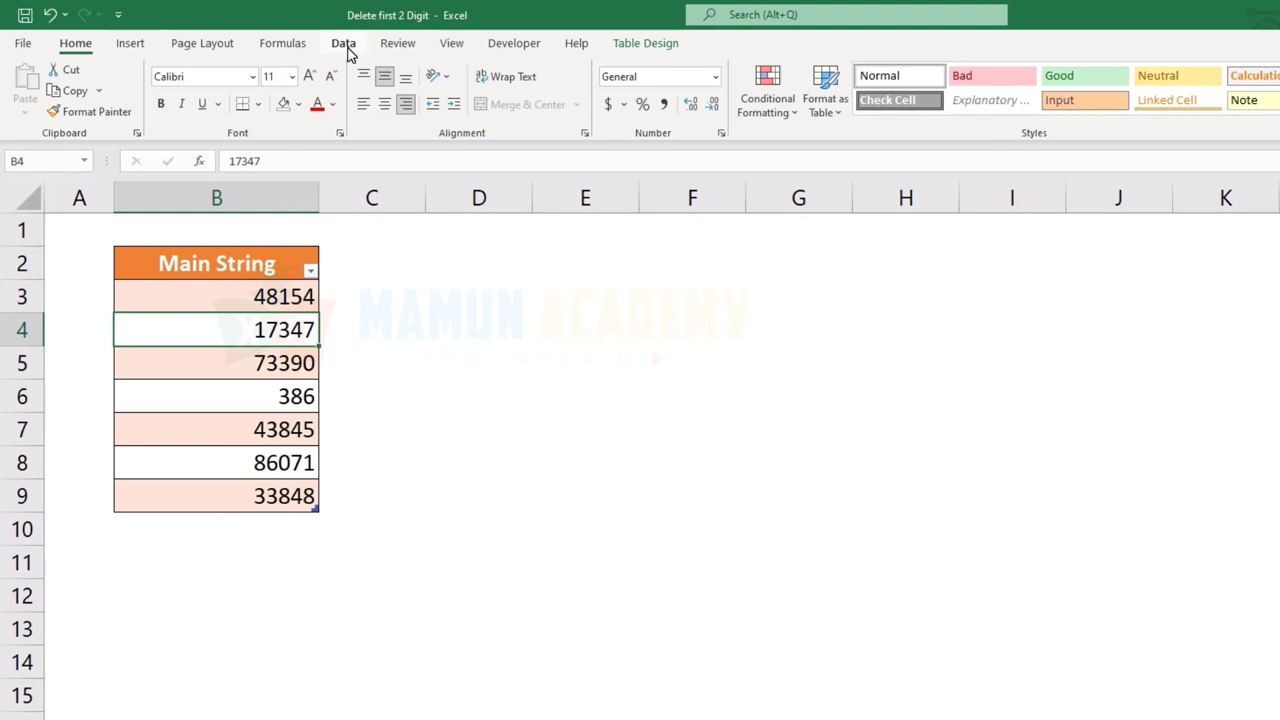 Delete first 2 Digit - Excel
Search (Alt+Q)
File Home Insert Page Layout Formulas Data Review View Developer Help Table Design
Paste
Cut
Copy
Format Painter
Clipboard
Calibri 11
B I U
Font
Wrap Text
Merge & Center
Alignment
General
$ % ,
Number
Conditional Formatting
Format as Table
Normal Bad Good Neutral Calculatio
Check Cell Explanatory ... Input Linked Cell Note
Styles
B4 fx 17347
A B C D E F G H I J K
1
2 Main String
3 48154
4 17347
5 73390
6 386
7 43845
8 86071
9 33848
10
11
12
13
14
15
MAMUN ACADEMY